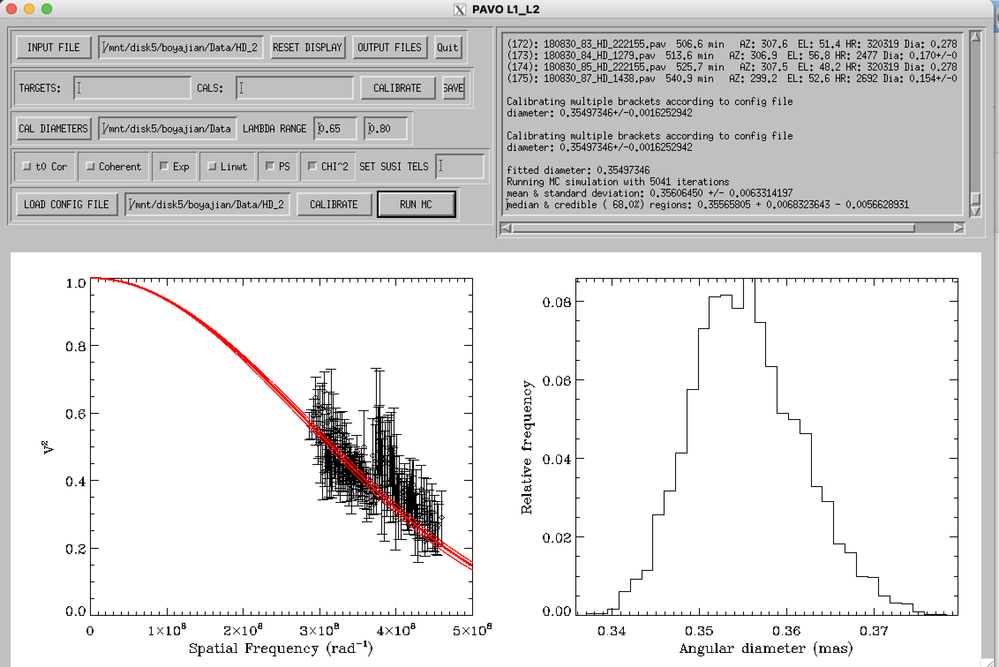 PAVO L1_L2
INPUT FILE /mnt/disk5/boyajian/Data/HD_2 RESET DISPLAY OUTPUT FILES Quit
TARGETS: CALS: CALIBRATE SAVE
CAL DIAMETERS /mnt/disk5/boyajian/Data LAMBDA RANGE 0.65 0.80
t0 Cor Coherent Exp Linwt PS CHI^2 SET SUSI TELS
LOAD CONFIG FILE /mnt/disk5/boyajian/Data/HD_2 CALIBRATE RUN MC
(172): 180830_83_HD_222155.pav 506.6 min AZ: 307.6 EL: 51.4 HR: 320319 Dia: 0.278
(173): 180830_84_HD_1279.pav 513.6 min AZ: 306.9 EL: 56.8 HR: 2477 Dia: 0.170+/-0
(174): 180830_85_HD_222155.pav 525.7 min AZ: 307.5 EL: 48.2 HR: 320319 Dia: 0.278
(175): 180830_87_HD_1438.pav 540.9 min AZ: 299.2 EL: 52.6 HR: 2692 Dia: 0.154+/-0
Calibrating multiple brackets according to config file
diameter: 0.35497346+/-0.0016252942
Calibrating multiple brackets according to config file
diameter: 0.35497346+/-0.0016252942
fitted diameter: 0.35497346
Running MC simulation with 5041 iterations
mean & standard deviation: 0.35606450 +/- 0.0063314197
median & credible ( 68.0%) regions: 0.35565805 + 0.0068323643 - 0.0056628931
V²
1.0
0.8
0.6
0.4
0.2
0.0
0 1×10⁸ 2×10⁸ 3×10⁸ 4×10⁸ 5×10⁸
Spatial Frequency (rad⁻¹)
Relative frequency
0.08
0.06
0.04
0.02
0.00
0.34 0.35 0.36 0.37
Angular diameter (mas)